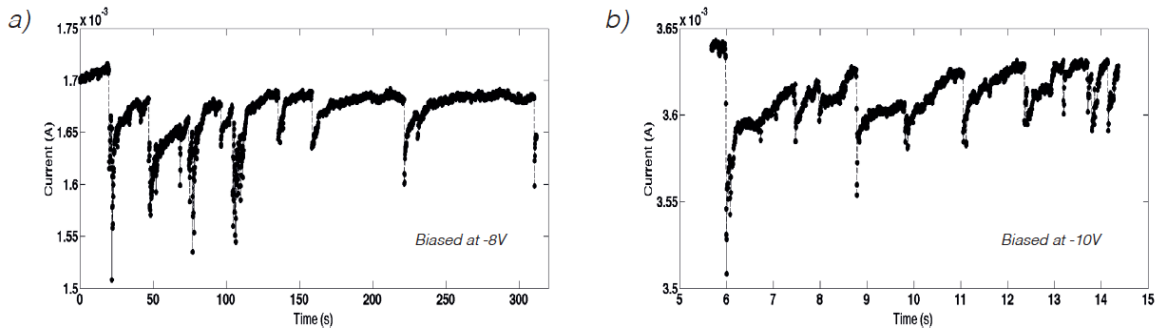 a)
1.75 x 10⁻³
1.7
1.65
1.6
1.55
1.5
Current (A)
0 50 100 150 200 250 300
Time (s)
Biased at -8V
b)
3.65 x 10⁻³
3.6
3.55
3.5
Current (A)
5 6 7 8 9 10 11 12 13 14 15
Time (s)
Biased at -10V